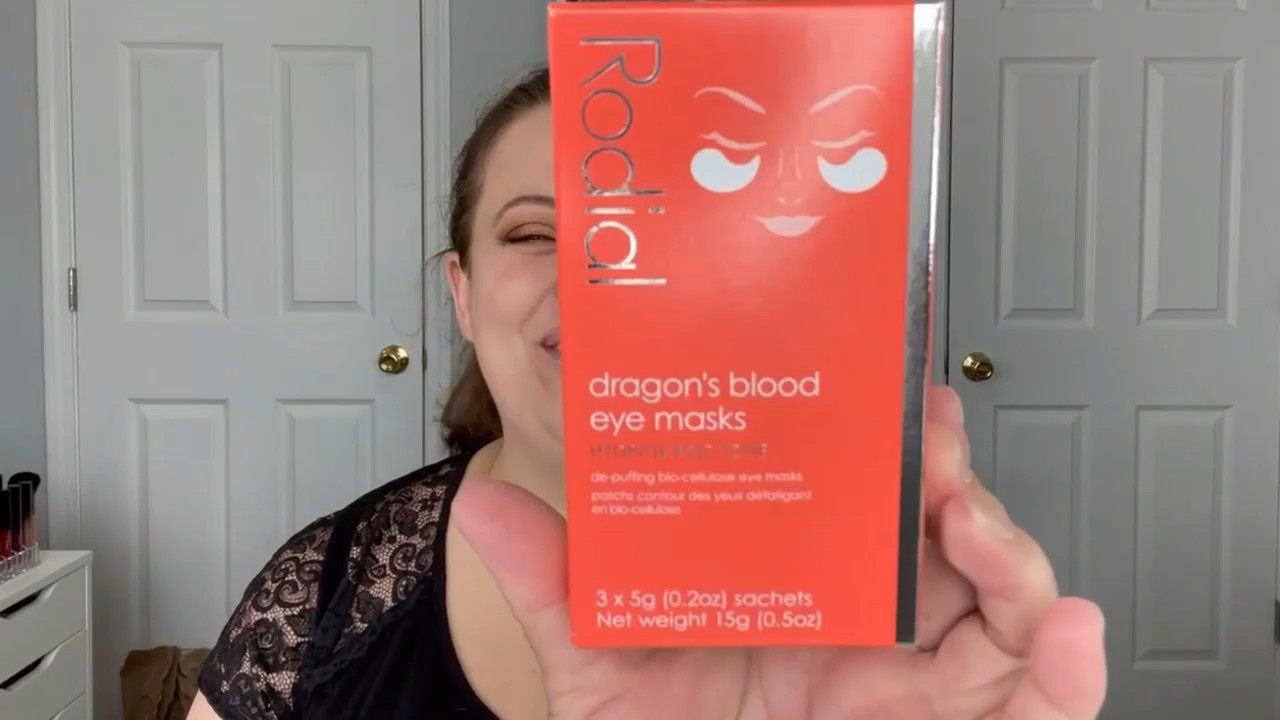 Rodial
dragon's blood
eye masks
de-puffing bio-cellulose eye masks
patchs contour des yeux défatigant
en bio-cellulose
3 x 5g (0.2oz) sachets
Net weight 15g (0.5oz)